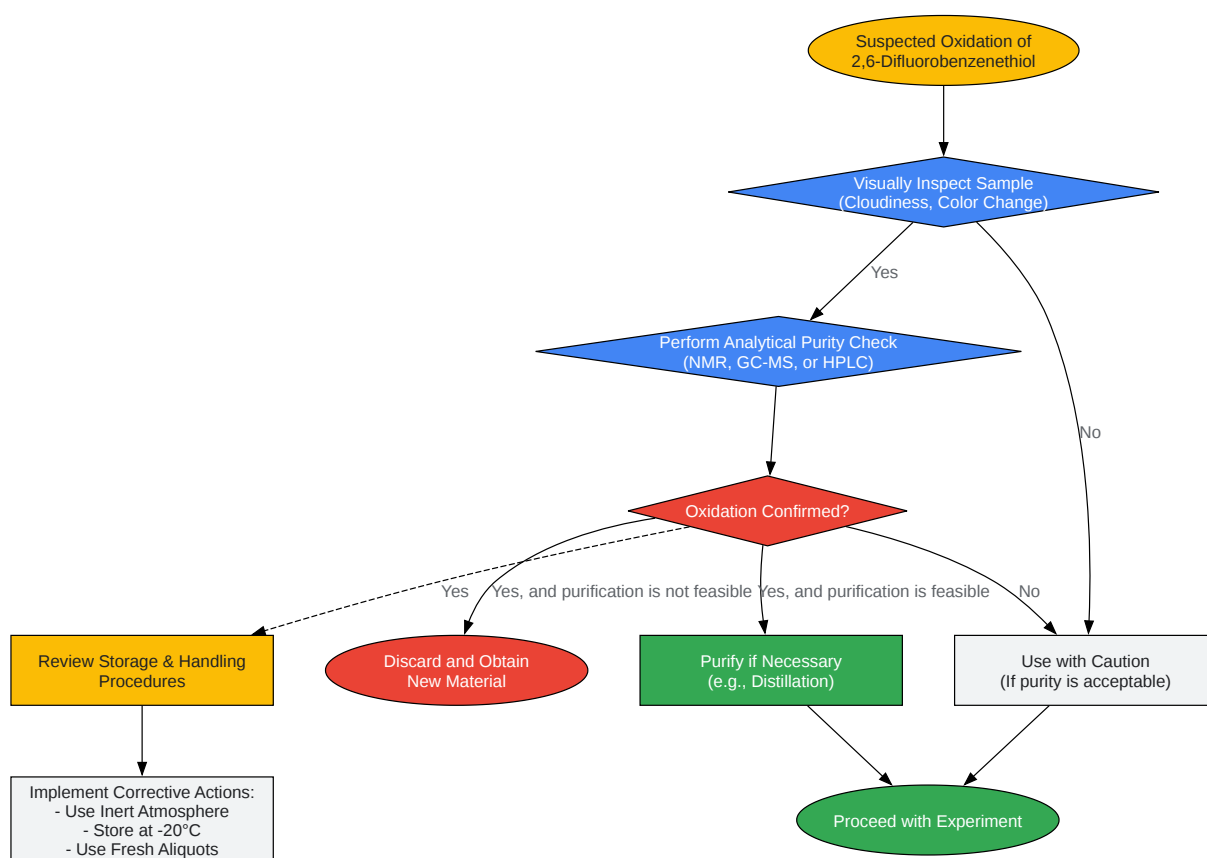 Suspected Oxidation of
2,6-Difluorobenzenethiol
Visually Inspect Sample
(Cloudiness, Color Change)
Yes
Perform Analytical Purity Check
(NMR, GC-MS, or HPLC)
No
Oxidation Confirmed?
Yes
Yes, and purification is not feasible
Yes, and purification is feasible
No
Review Storage & Handling
Procedures
Discard and Obtain
New Material
Purify if Necessary
(e.g., Distillation)
Use with Caution
(If purity is acceptable)
Implement Corrective Actions:
- Use Inert Atmosphere
- Store at -20°C
- Use Fresh Aliquots
Proceed with Experiment